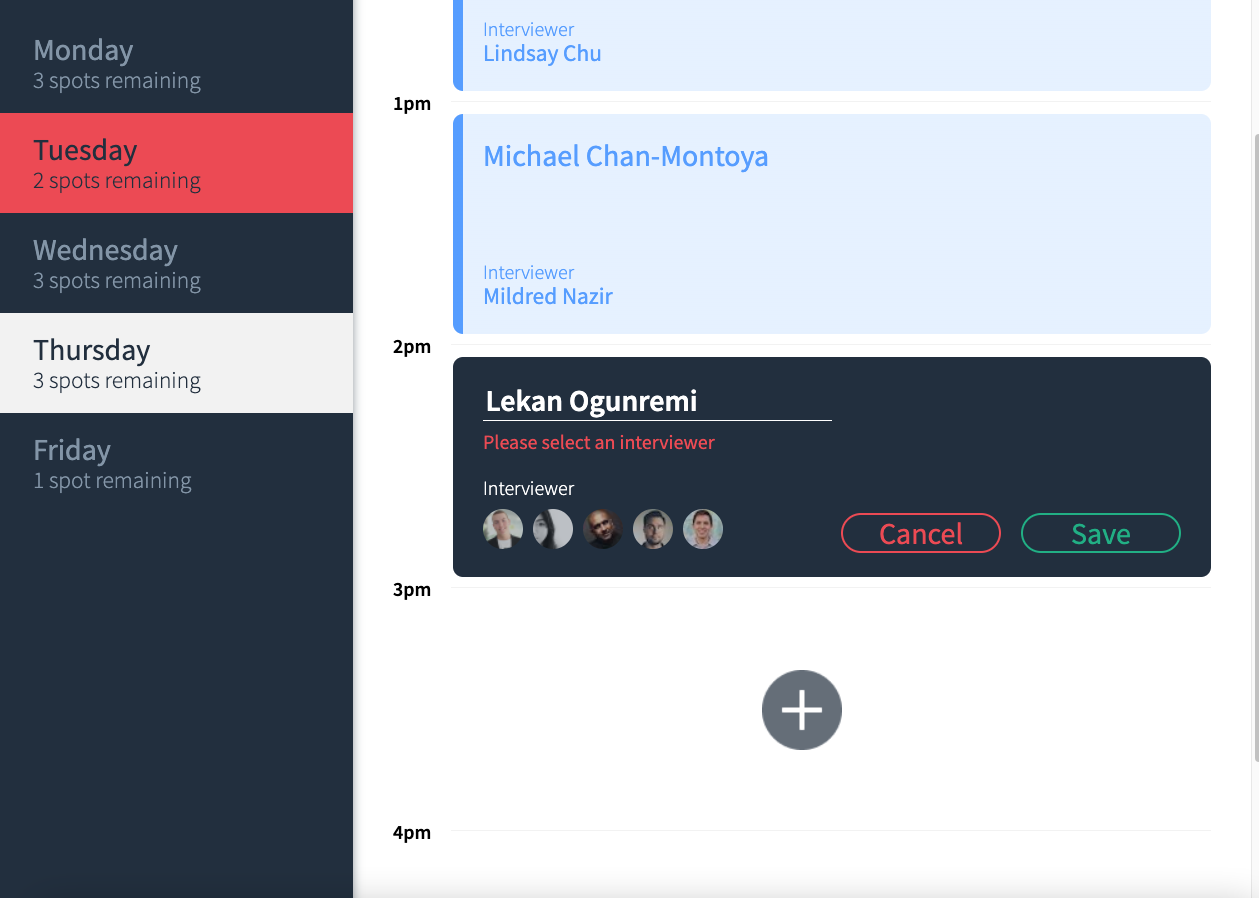 Monday
3 spots remaining
Tuesday
2 spots remaining
Wednesday
3 spots remaining
Thursday
3 spots remaining
Friday
1 spot remaining
Interviewer
Lindsay Chu
1pm
Michael Chan-Montoya
Interviewer
Mildred Nazir
2pm
Lekan Ogunremi
Please select an interviewer
Interviewer
Cancel
Save
3pm
4pm